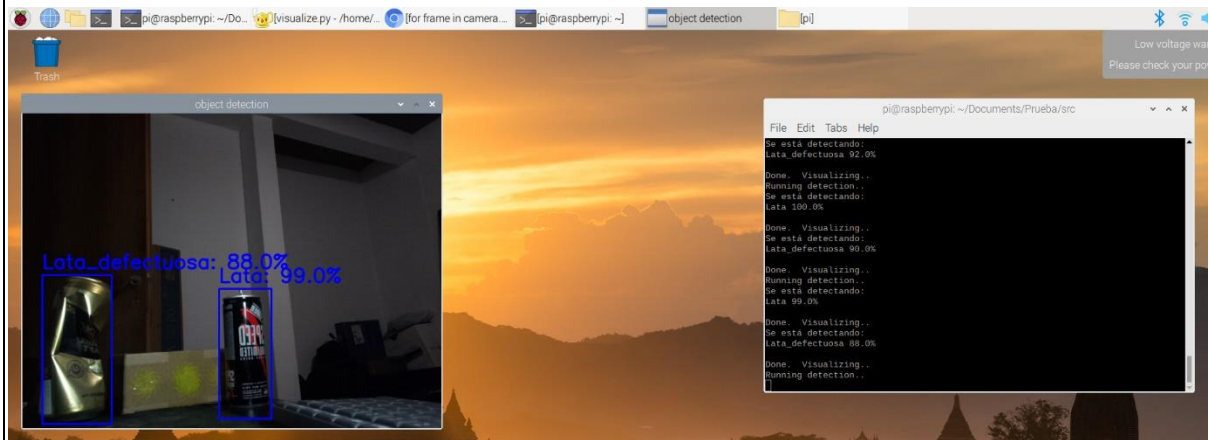 pi@raspberrypi: ~/Do...
[visualize.py - /home/...
[for frame in camera....
[pi@raspberrypi: ~]
object detection
[pi]
Low voltage wa
Please check your po
Trash
object detection
Lata_defectuosa: 88.0%
Lata: 99.0%
SPEED
UNLIMITED
pi@raspberrypi: ~/Documents/Prueba/src
File Edit Tabs Help
Se está detectando:
Lata_defectuosa 92.0%
Done. Visualizing..
Running detection..
Se está detectando:
Lata 100.0%
Done. Visualizing..
Se está detectando:
Lata_defectuosa 90.0%
Done. Visualizing..
Running detection..
Se está detectando:
Lata 99.0%
Done. Visualizing..
Se está detectando:
Lata_defectuosa 88.0%
Done. Visualizing..
Running detection..